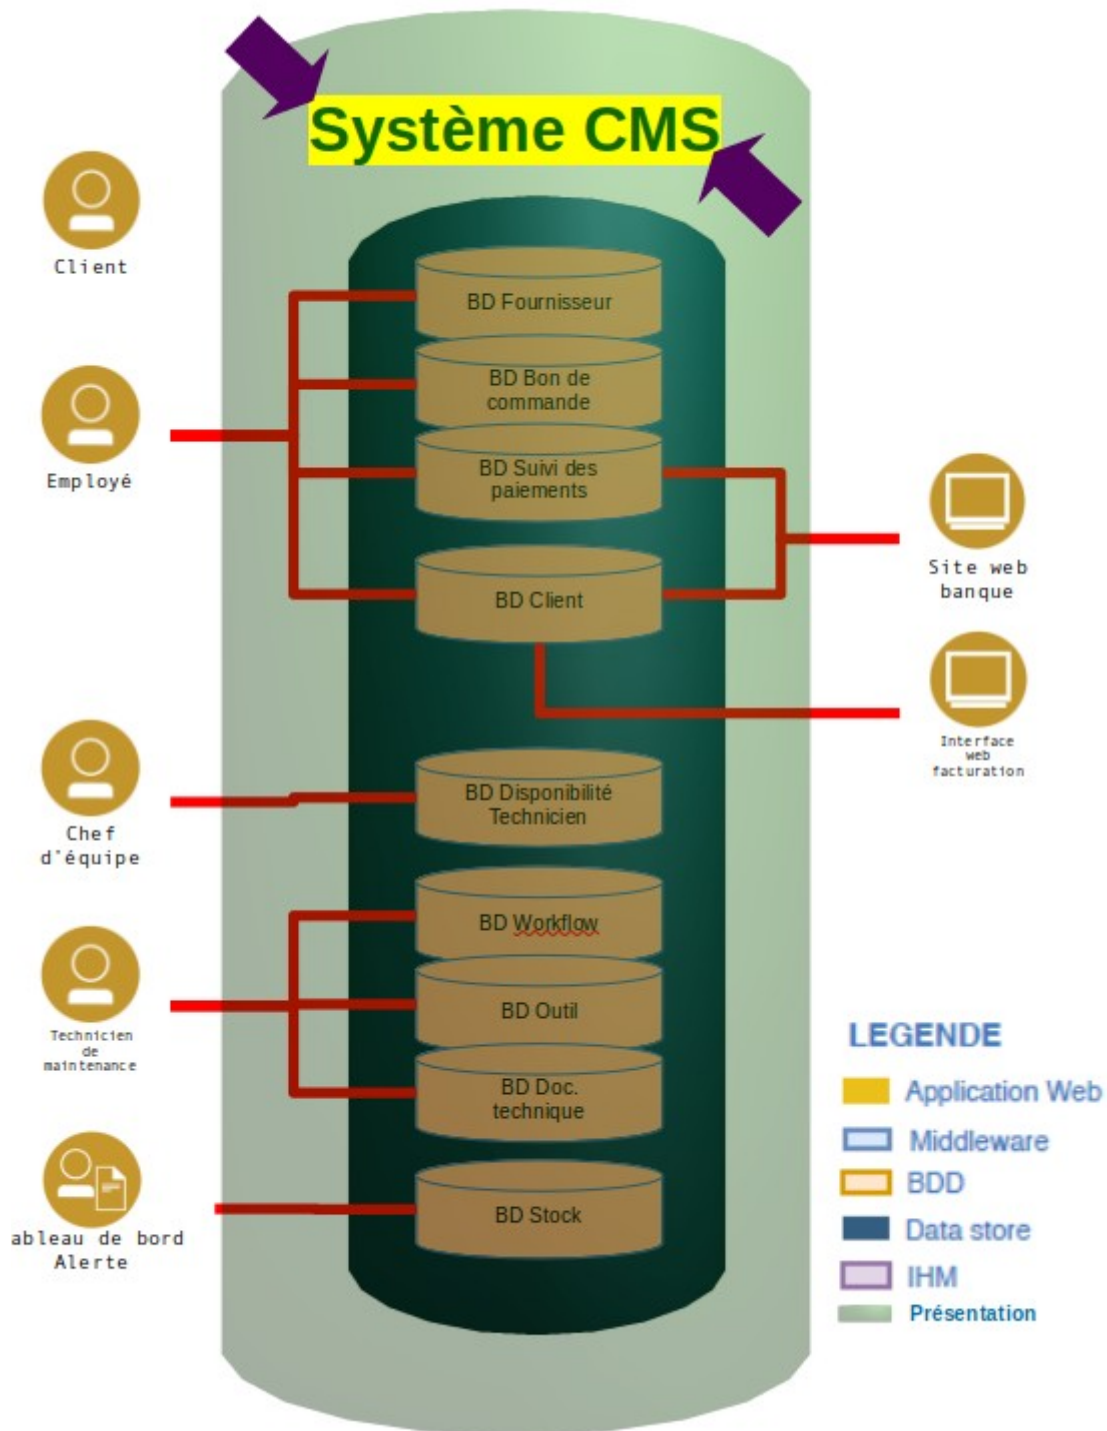 Système CMS
Client
Employé
Chef
d'équipe
Technicien
de
maintenance
ableau de bord
Alerte
BD Fournisseur
BD Bon de
commande
BD Suivi des
paiements
BD Client
BD Disponibilité
Technicien
BD Workflow
BD Outil
BD Doc.
technique
BD Stock
Site web
banque
Interface
web
facturation
LEGENDE
Application Web
Middleware
BDD
Data store
IHM
Présentation